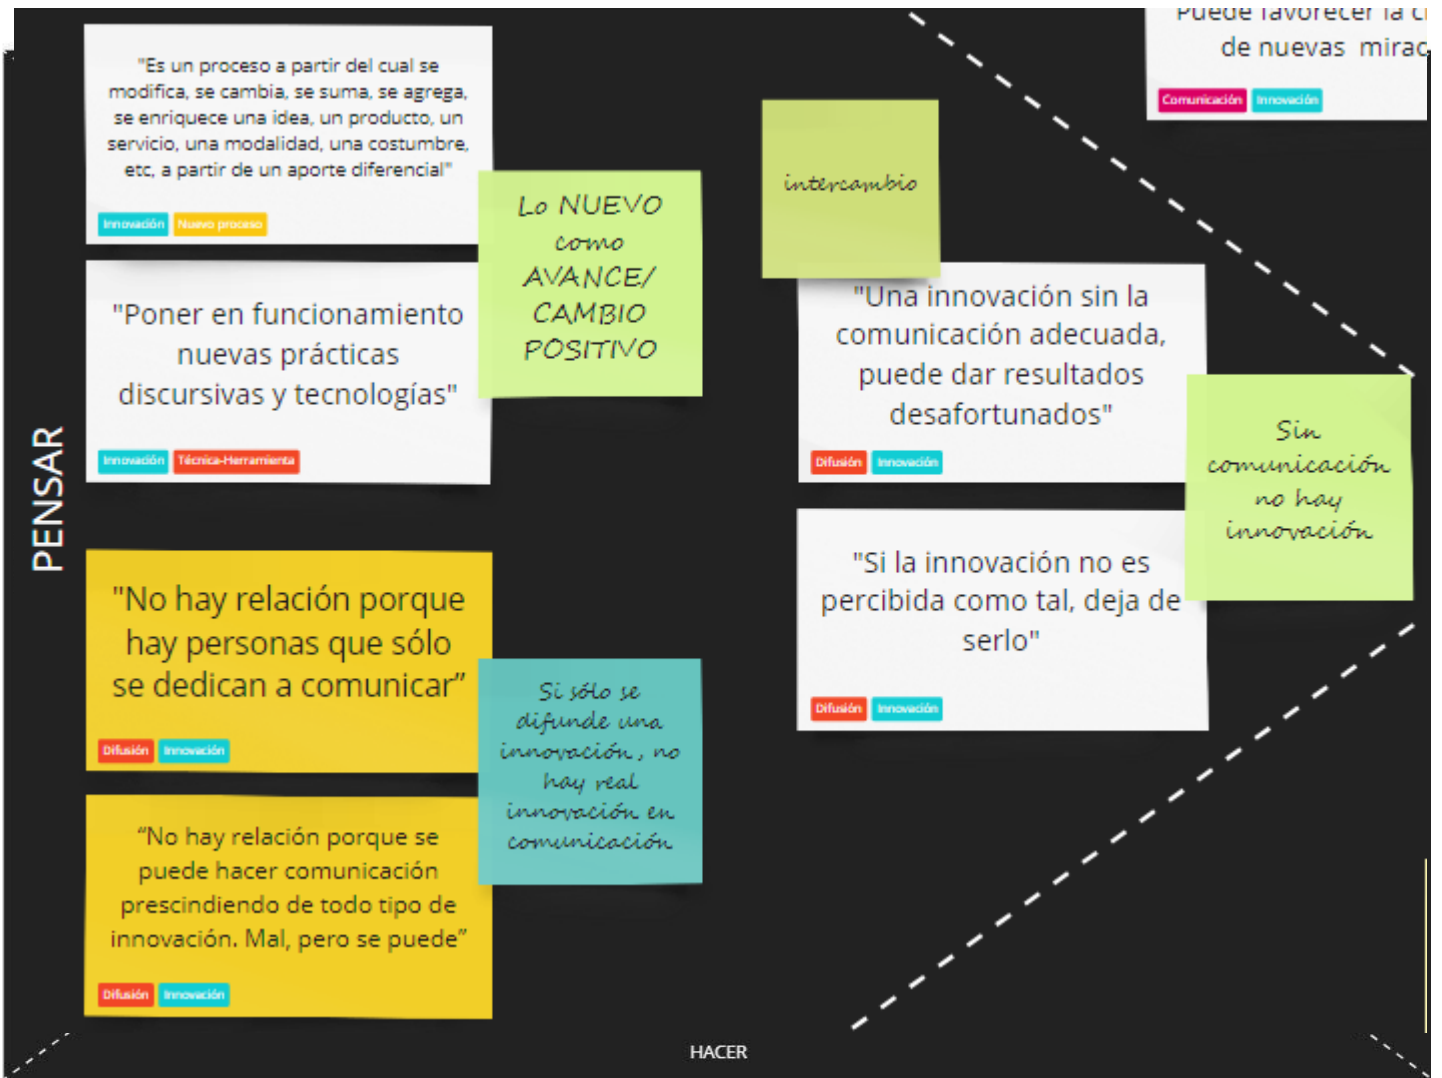 "Es un proceso a partir del cual se
modifica, se cambia, se suma, se agrega,
se enriquece una idea, un producto, un
servicio, una modalidad, una costumbre,
etc, a partir de un aporte diferencial"
Innovación Nuevo proceso
Lo NUEVO
como
AVANCE/
CAMBIO
POSITIVO
"Poner en funcionamiento
nuevas prácticas
discursivas y tecnologías"
Innovación Técnica-Herramienta
PENSAR
"No hay relación porque
hay personas que sólo
se dedican a comunicar”
Difusión Innovación
Si sólo se
difunde una
innovación, no
hay real
innovación en
comunicación
“No hay relación porque se
puede hacer comunicación
prescindiendo de todo tipo de
innovación. Mal, pero se puede”
Difusión Innovación
Puede favorecer la
de nuevas
Comunicación Innovación
intercambio
"Una innovación sin la
comunicación adecuada,
puede dar resultados
desafortunados"
Difusión Innovación
Sin
comunicación
no hay
innovación
"Si la innovación no es
percibida como tal, deja de
serlo"
Difusión Innovación
HACER